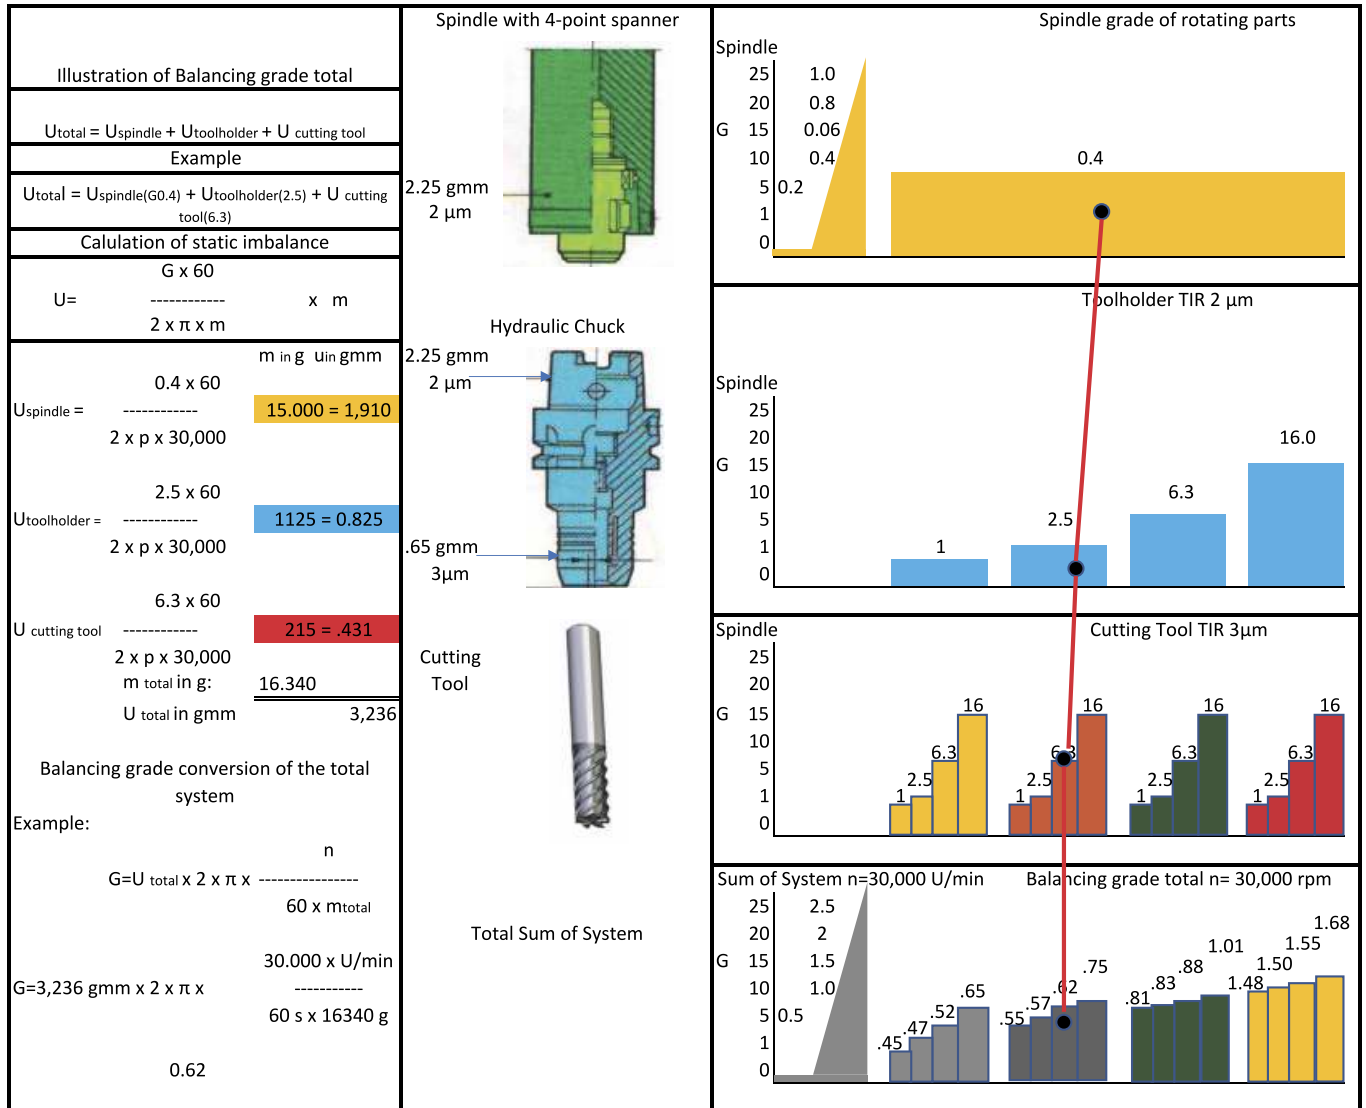 Illustration of Balancing grade total
Utotal = Uspindle + Utoolholder + U cutting tool
Example
Utotal = Uspindle(G0.4) + Utoolholder(2.5) + U cutting
tool(6.3)
Calulation of static imbalance
G x 60
U= ------------ x m
2 x π x m
m in g uin gmm
0.4 x 60
Uspindle = ------------ 15.000 = 1,910
2 x p x 30,000
2.5 x 60
Utoolholder = ------------ 1125 = 0.825
2 x p x 30,000
6.3 x 60
U cutting tool ------------ 215 = .431
2 x p x 30,000
m total in g: 16.340
U total in gmm 3,236
Balancing grade conversion of the total
system
Example:
n
G=U total x 2 x π x ----------------
60 x mtotal
30.000 x U/min
G=3,236 gmm x 2 x π x -----------
60 s x 16340 g
0.62
Spindle with 4-point spanner
2.25 gmm
2 µm
Hydraulic Chuck
2.25 gmm
2 µm
.65 gmm
3µm
Cutting
Tool
Total Sum of System
Spindle grade of rotating parts
Spindle
25 1.0
20 0.8
G 15 0.06
10 0.4 0.4
5 0.2
1
0
Toolholder TIR 2 µm
Spindle
25
20
G 15
10
5
1
0
1
2.5
6.3
16.0
Spindle Cutting Tool TIR 3µm
25
20
G 15
10
5
1
0
1 2.5 6.3 16
1 2.5 6.3 16
1 2.5 6.3 16
1 2.5 6.3 16
Sum of System n=30,000 U/min Balancing grade total n= 30,000 rpm
25 2.5
20 2
G 15 1.5
10 1.0
5 0.5
1
0
.45 .47 .52 .65
.55 .57 .62 .75
.81 .83 .88 1.01
1.48 1.50 1.55 1.68